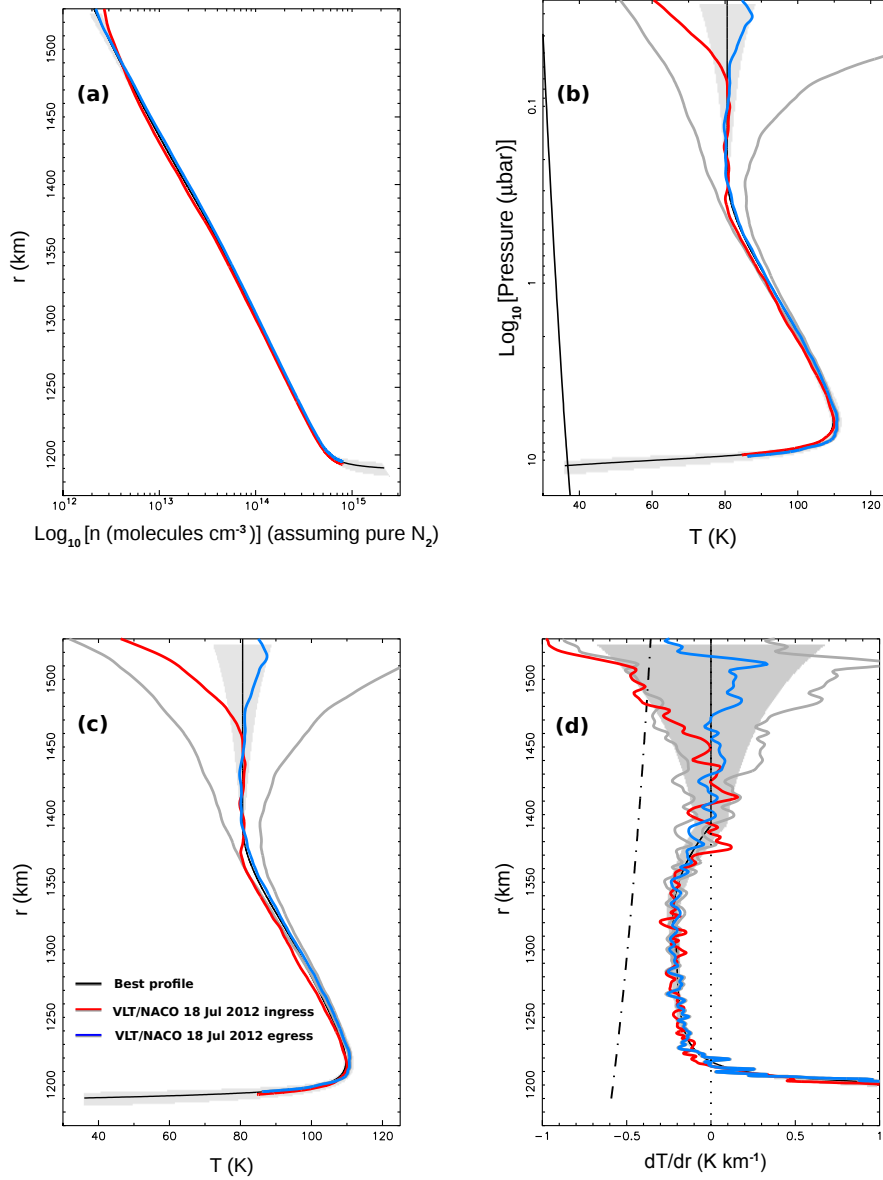 (a)
1500
1450
1400
1350
1300
1250
1200
r (km)
10¹² 10¹³ 10¹⁴ 10¹⁵
Log₁₀[n (molecules cm⁻³)] (assuming pure N₂)
(b)
0.1
1
10
Log₁₀[Pressure (μbar)]
40 60 80 100 120
T (K)
(c)
1500
1450
1400
1350
1300
1250
1200
r (km)
Best profile
VLT/NACO 18 Jul 2012 ingress
VLT/NACO 18 Jul 2012 egress
40 60 80 100 120
T (K)
(d)
1500
1450
1400
1350
1300
1250
1200
r (km)
−1 −0.5 0 0.5 1
dT/dr (K km⁻¹)